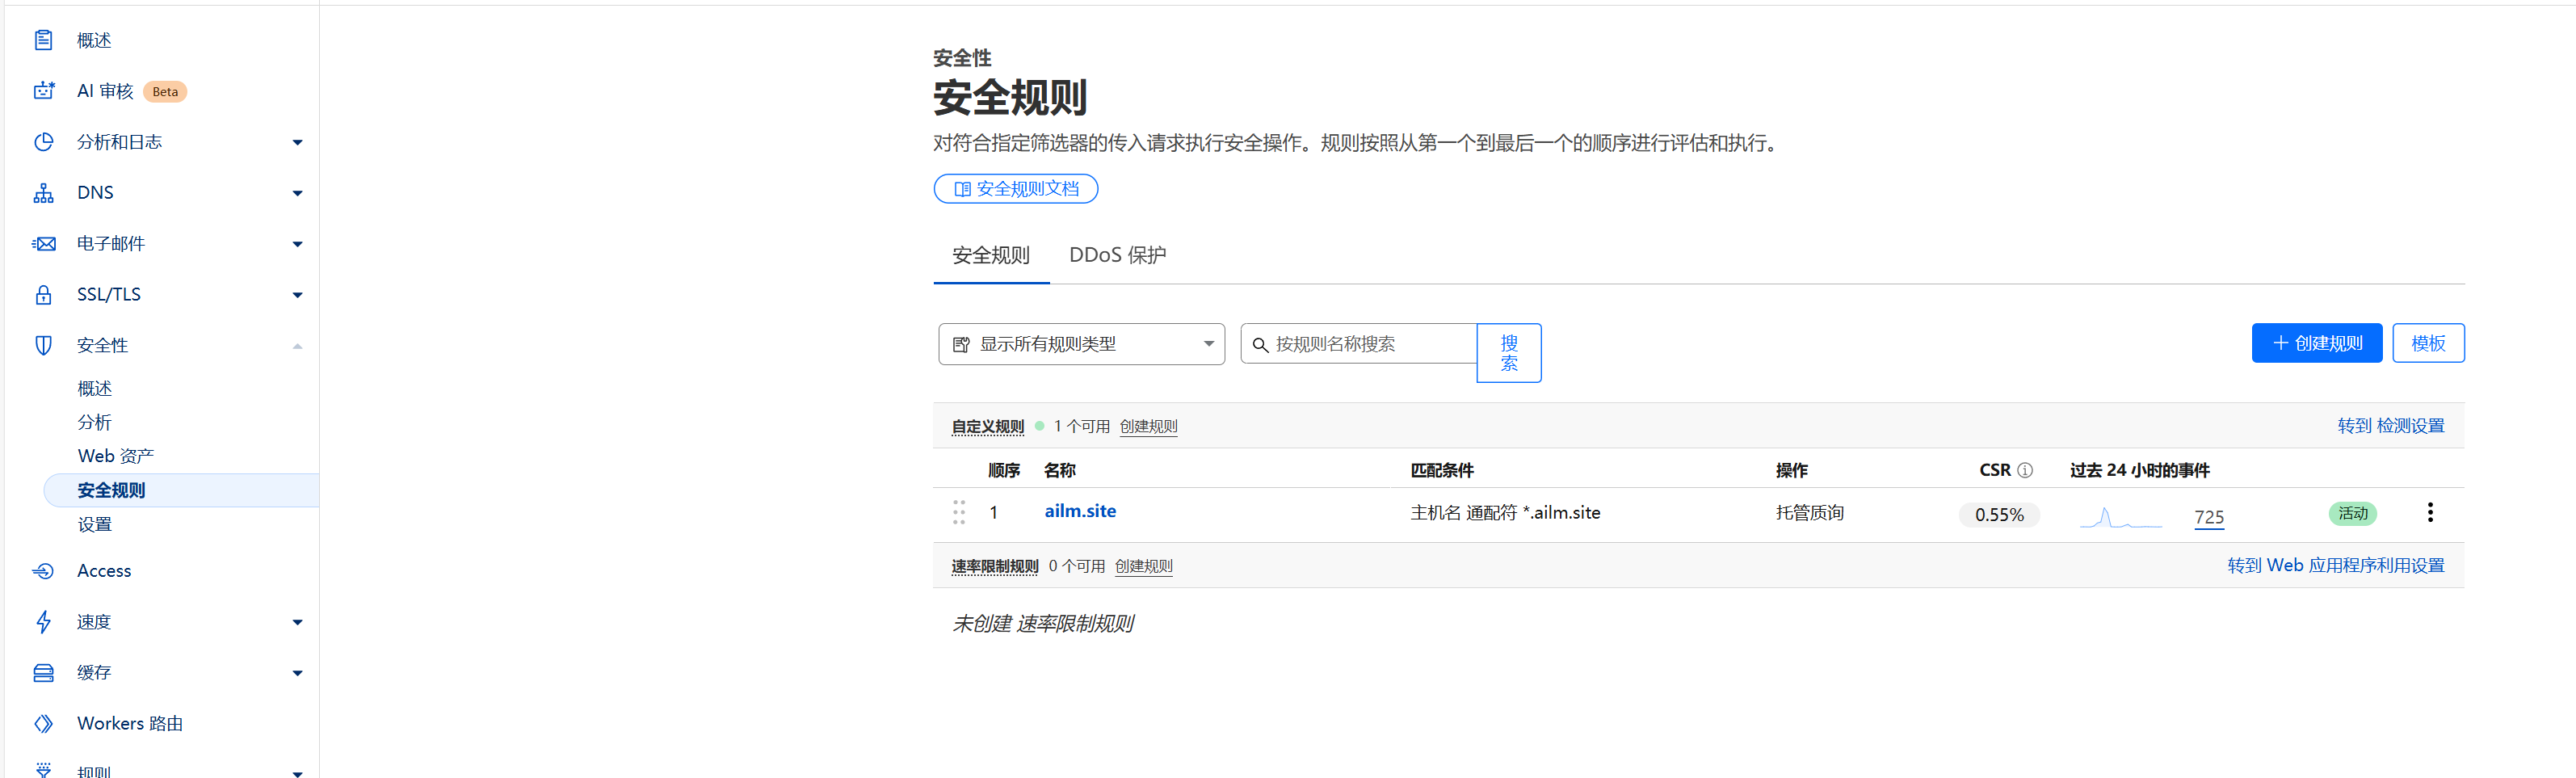 概述
AI 审核 Beta
分析和日志
DNS
电子邮件
SSL/TLS
安全性
概述
分析
Web 资产
安全规则
设置
Access
速度
缓存
Workers 路由
规则
安全性
安全规则
对符合指定筛选器的传入请求执行安全操作。规则按照从第一个到最后一个的顺序进行评估和执行。
安全规则文档
安全规则 DDoS 保护
显示所有规则类型 按规则名称搜索 搜索 创建规则 模板
自定义规则 1 个可用 创建规则 转到 检测设置
顺序 名称 匹配条件 操作 CSR 过去 24 小时的事件
1 ailm.site 主机名 通配符 *.ailm.site 托管质询 0.55% 725 活动
速率限制规则 0 个可用 创建规则 转到 Web 应用程序利用设置
未创建 速率限制规则